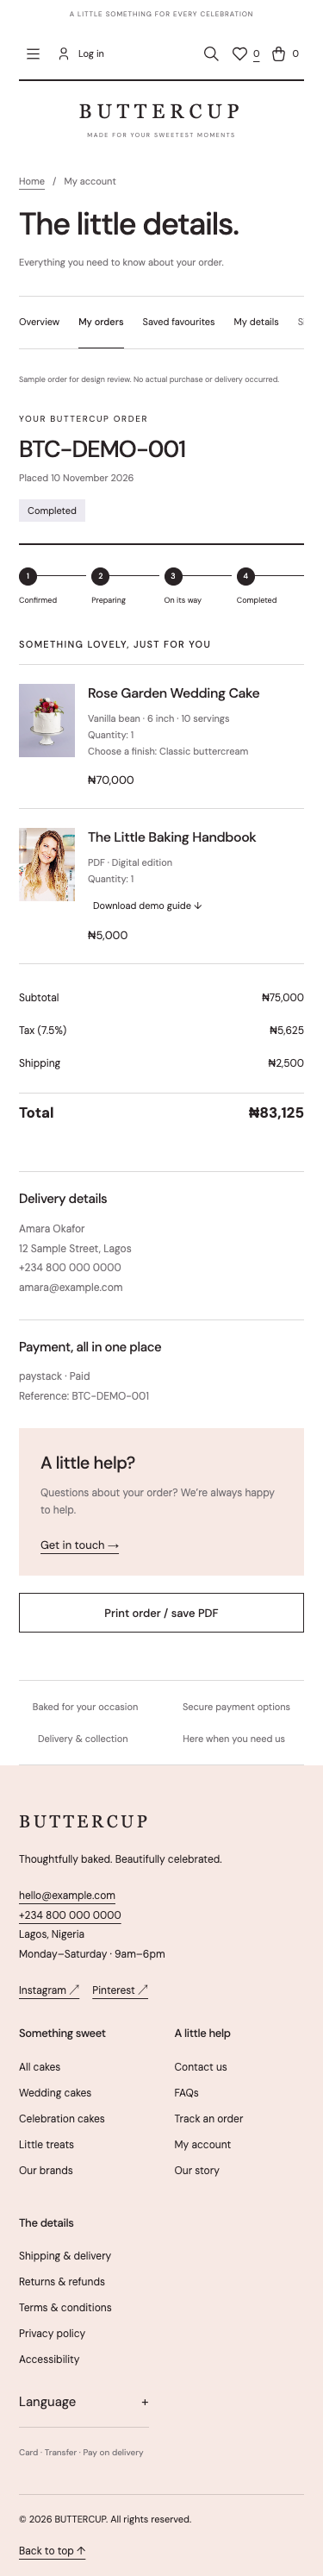 A LITTLE SOMETHING FOR EVERY CELEBRATION
Log in
0
0
BUTTERCUP
MADE FOR YOUR SWEETEST MOMENTS
Home / My account
The little details.
Everything you need to know about your order.
Overview My orders Saved favourites My details S
Sample order for design review. No actual purchase or delivery occurred.
YOUR BUTTERCUP ORDER
BTC-DEMO-001
Placed 10 November 2026
Completed
1 2 3 4
Confirmed Preparing On its way Completed
SOMETHING LOVELY, JUST FOR YOU
Rose Garden Wedding Cake
Vanilla bean · 6 inch · 10 servings
Quantity: 1
Choose a finish: Classic buttercream
₦70,000
The Little Baking Handbook
PDF · Digital edition
Quantity: 1
Download demo guide ↓
₦5,000
Subtotal ₦75,000
Tax (7.5%) ₦5,625
Shipping ₦2,500
Total ₦83,125
Delivery details
Amara Okafor
12 Sample Street, Lagos
+234 800 000 0000
amara@example.com
Payment, all in one place
paystack · Paid
Reference: BTC-DEMO-001
A little help?
Questions about your order? We're always happy
to help.
Get in touch →
Print order / save PDF
Baked for your occasion Secure payment options
Delivery & collection Here when you need us
BUTTERCUP
Thoughtfully baked. Beautifully celebrated.
hello@example.com
+234 800 000 0000
Lagos, Nigeria
Monday–Saturday · 9am–6pm
Instagram ↗ Pinterest ↗
Something sweet
All cakes
Wedding cakes
Celebration cakes
Little treats
Our brands
A little help
Contact us
FAQs
Track an order
My account
Our story
The details
Shipping & delivery
Returns & refunds
Terms & conditions
Privacy policy
Accessibility
Language +
Card · Transfer · Pay on delivery
© 2026 BUTTERCUP. All rights reserved.
Back to top ↑